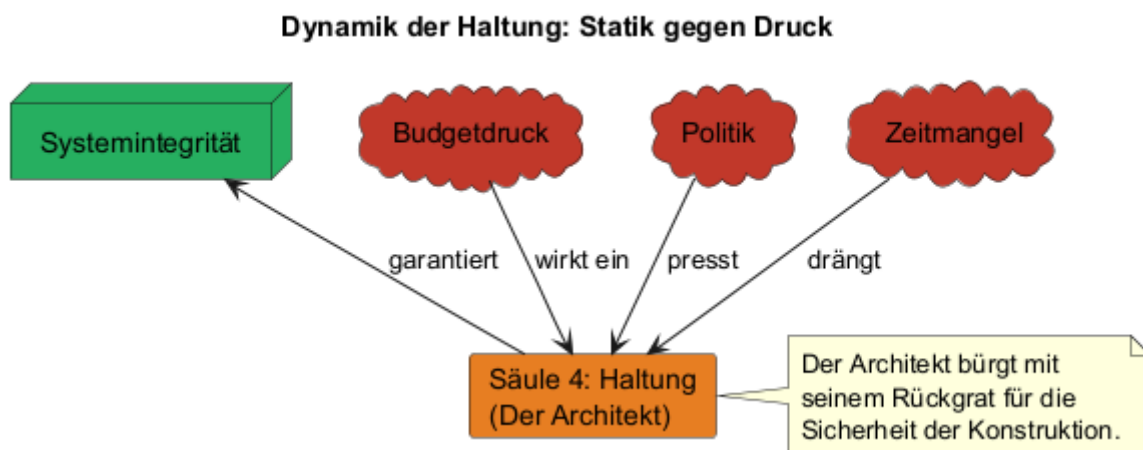 Dynamik der Haltung: Statik gegen Druck
Systemintegrität
Budgetdruck
Politik
Zeitmangel
garantiert
wirkt ein
presst
drängt
Säule 4: Haltung
(Der Architekt)
Der Architekt bürgt mit
seinem Rückgrat für die
Sicherheit der Konstruktion.